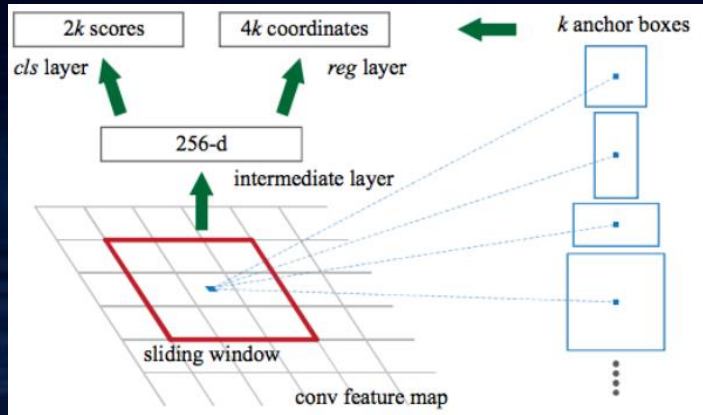 2k scores
4k coordinates
k anchor boxes
cls layer
reg layer
256-d
intermediate layer
sliding window
conv feature map